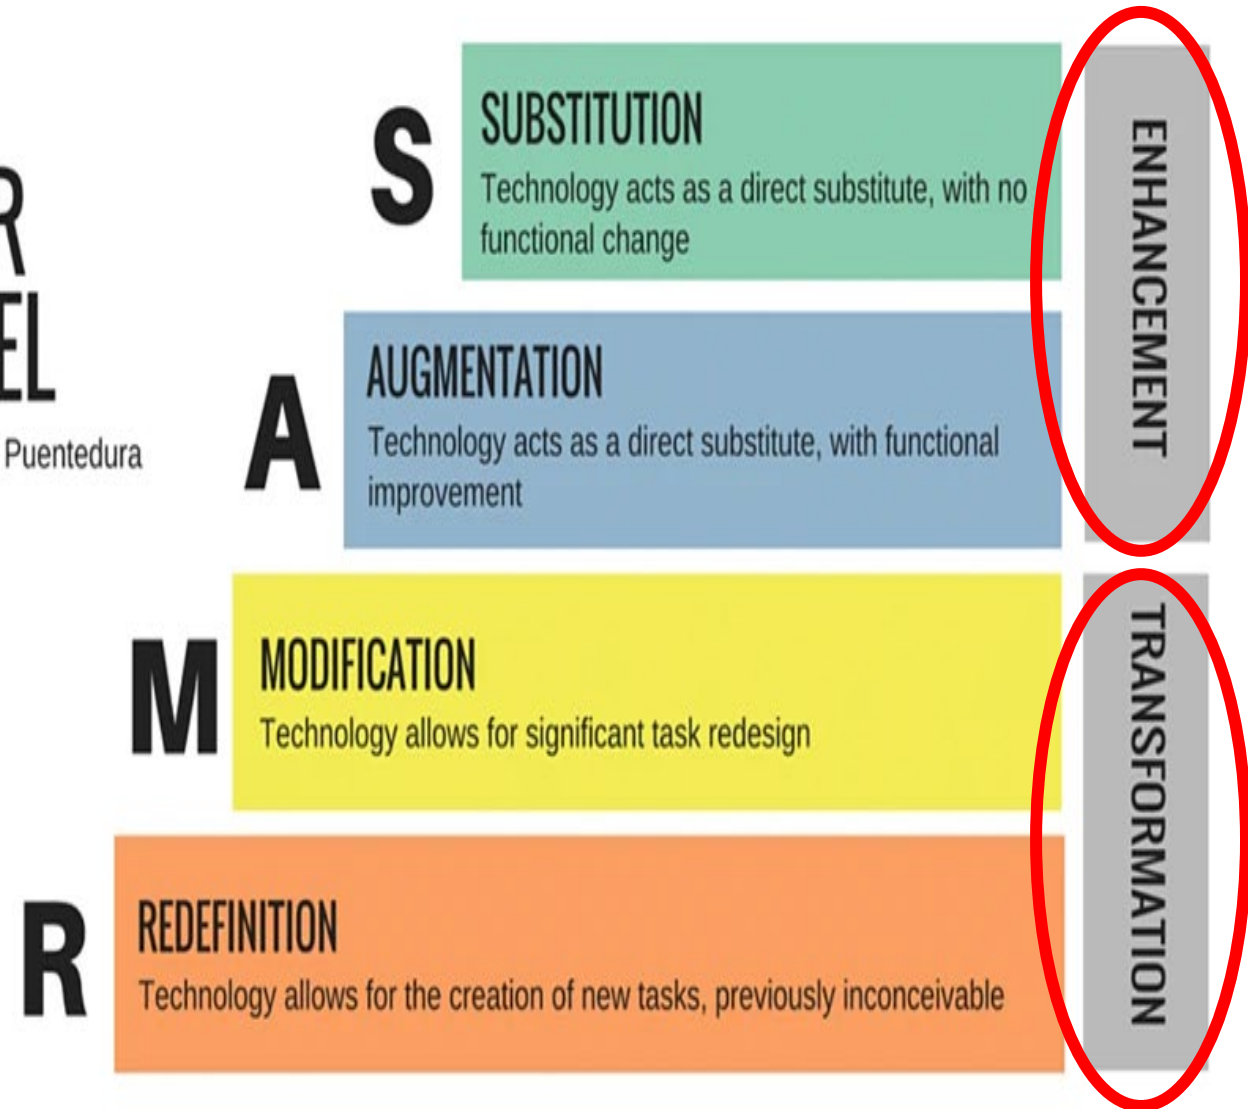 R
EL
Puentedura
S
SUBSTITUTION
Technology acts as a direct substitute, with no
functional change
A
AUGMENTATION
Technology acts as a direct substitute, with functional
improvement
ENHANCEMENT
M
MODIFICATION
Technology allows for significant task redesign
R
REDEFINITION
Technology allows for the creation of new tasks, previously inconceivable
TRANSFORMATION